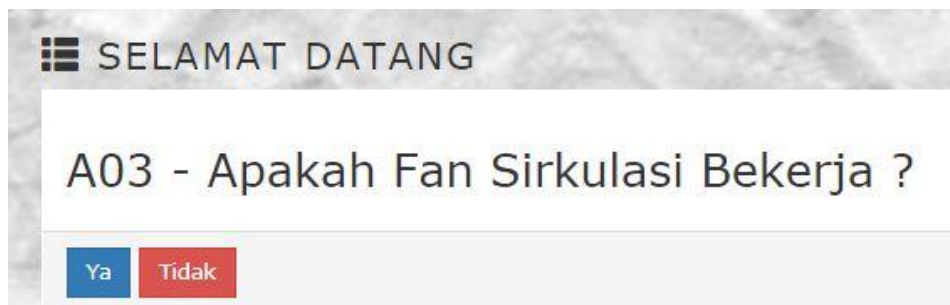 SELAMAT DATANG
A03 - Apakah Fan Sirkulasi Bekerja ?
Ya Tidak